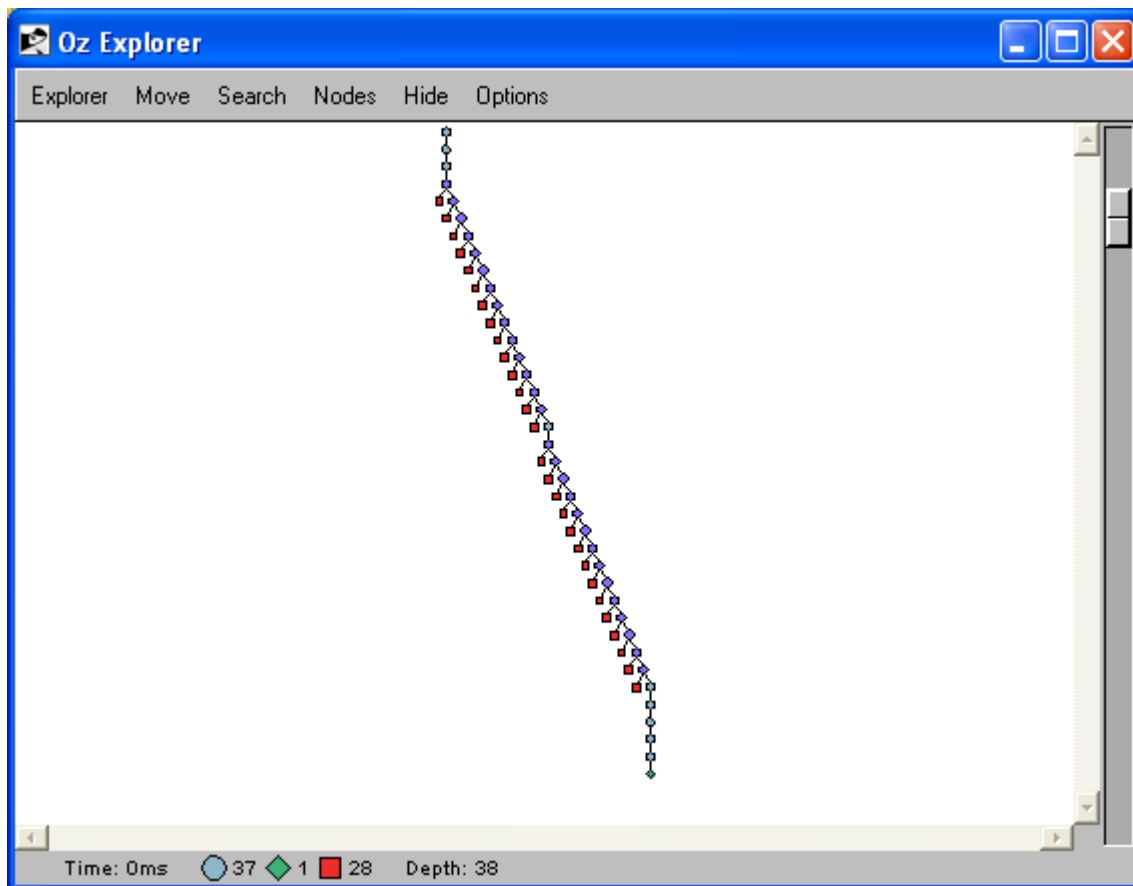 Oz Explorer
Explorer Move Search Nodes Hide Options
Time: 0ms 37 1 28 Depth: 38